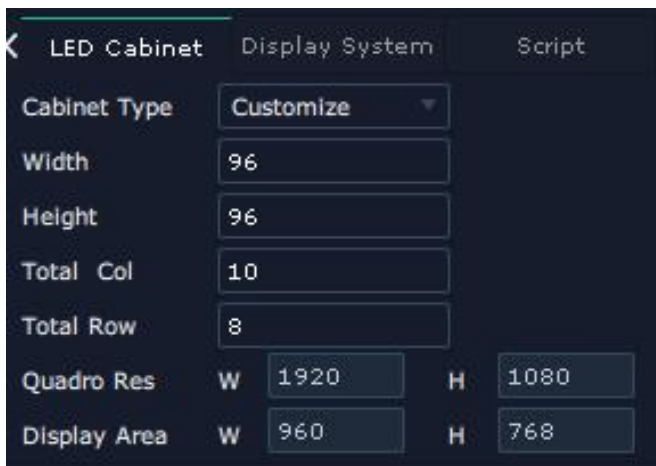 LED Cabinet Display System Script
Cabinet Type Customize
Width 96
Height 96
Total Col 10
Total Row 8
Quadro Res W 1920 H 1080
Display Area W 960 H 768